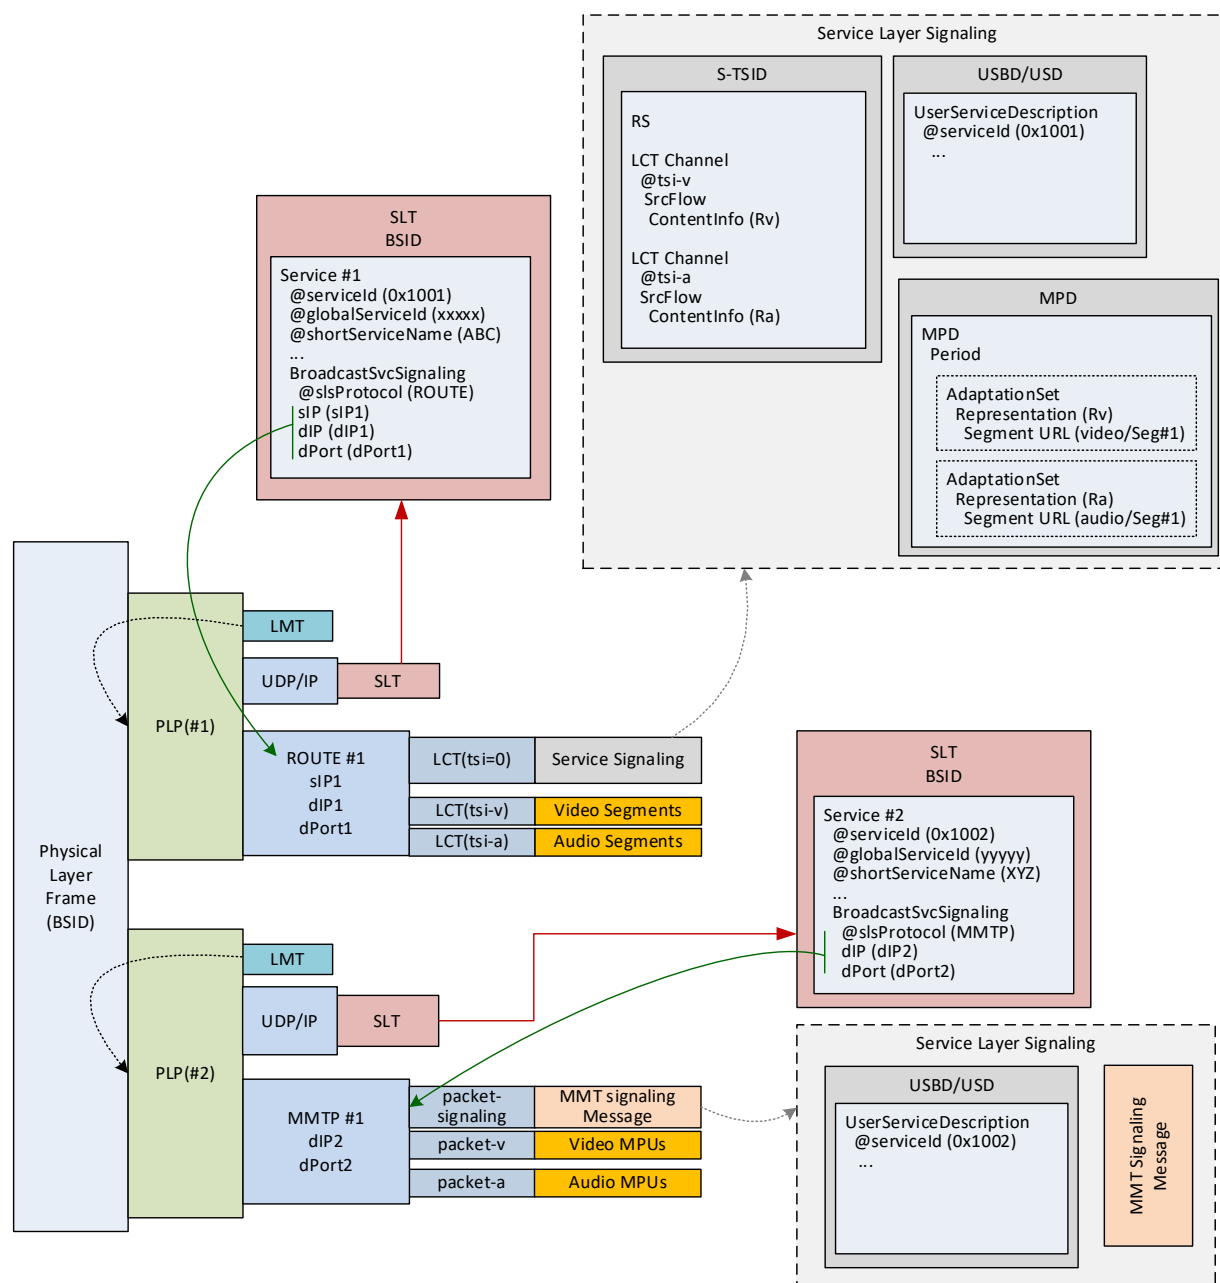 Service Layer Signaling
S-TSID
RS
LCT Channel
@tsi-v
SrcFlow
ContentInfo (Rv)
LCT Channel
@tsi-a
SrcFlow
ContentInfo (Ra)
USBD/USD
UserServiceDescription
@serviceId (0x1001)
...
MPD
MPD
Period
AdaptationSet
Representation (Rv)
Segment URL (video/Seg#1)
AdaptationSet
Representation (Ra)
Segment URL (audio/Seg#1)
SLT
BSID
Service #1
@serviceId (0x1001)
@globalServiceId (xxxxx)
@shortServiceName (ABC)
...
BroadcastSvcSignaling
@slsProtocol (ROUTE)
sIP (sIP1)
dIP (dIP1)
dPort (dPort1)
Physical
Layer
Frame
(BSID)
PLP(#1)
LMT
UDP/IP
SLT
ROUTE #1
sIP1
dIP1
dPort1
LCT(tsi=0)
Service Signaling
LCT(tsi-v)
Video Segments
LCT(tsi-a)
Audio Segments
SLT
BSID
Service #2
@serviceId (0x1002)
@globalServiceId (yyyyy)
@shortServiceName (XYZ)
...
BroadcastSvcSignaling
@slsProtocol (MMTP)
dIP (dIP2)
dPort (dPort2)
PLP(#2)
LMT
UDP/IP
SLT
MMTP #1
dIP2
dPort2
packet-
signaling
MMT signaling
Message
packet-v
Video MPUs
packet-a
Audio MPUs
Service Layer Signaling
USBD/USD
UserServiceDescription
@serviceId (0x1002)
...
MMT Signaling
Message